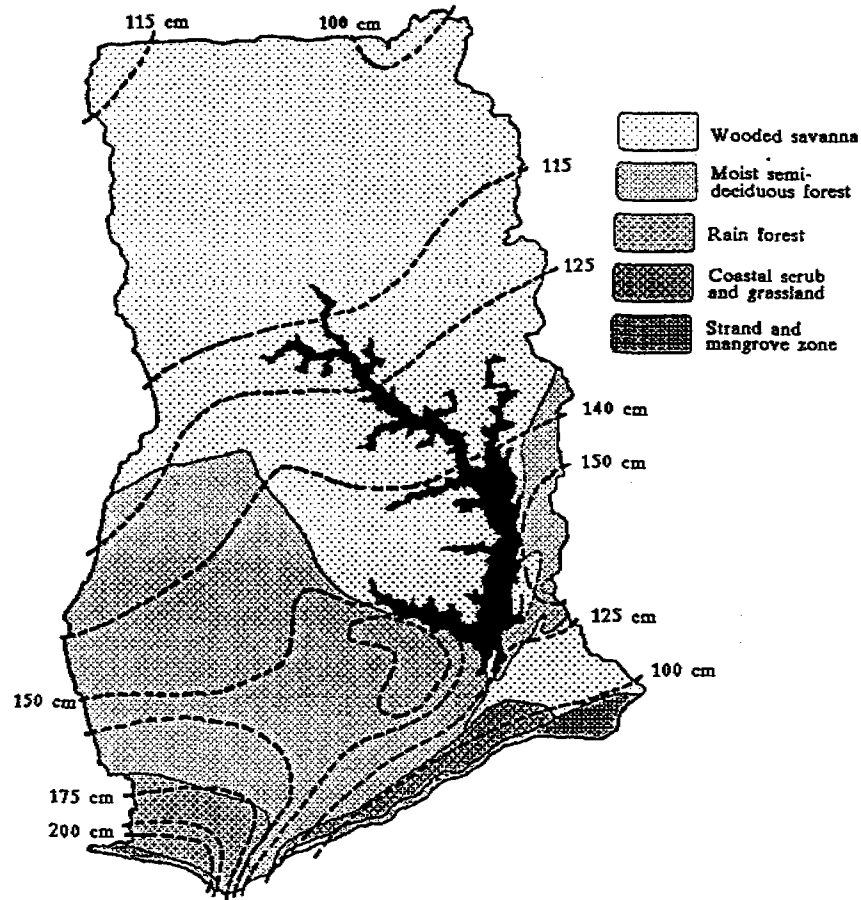 115 cm
100 cm
115
125
140 cm
150 cm
125 cm
100 cm
150 cm
175 cm
200 cm
Wooded savanna
Moist semi-
deciduous forest
Rain forest
Coastal scrub
and grassland
Strand and
mangrove zone